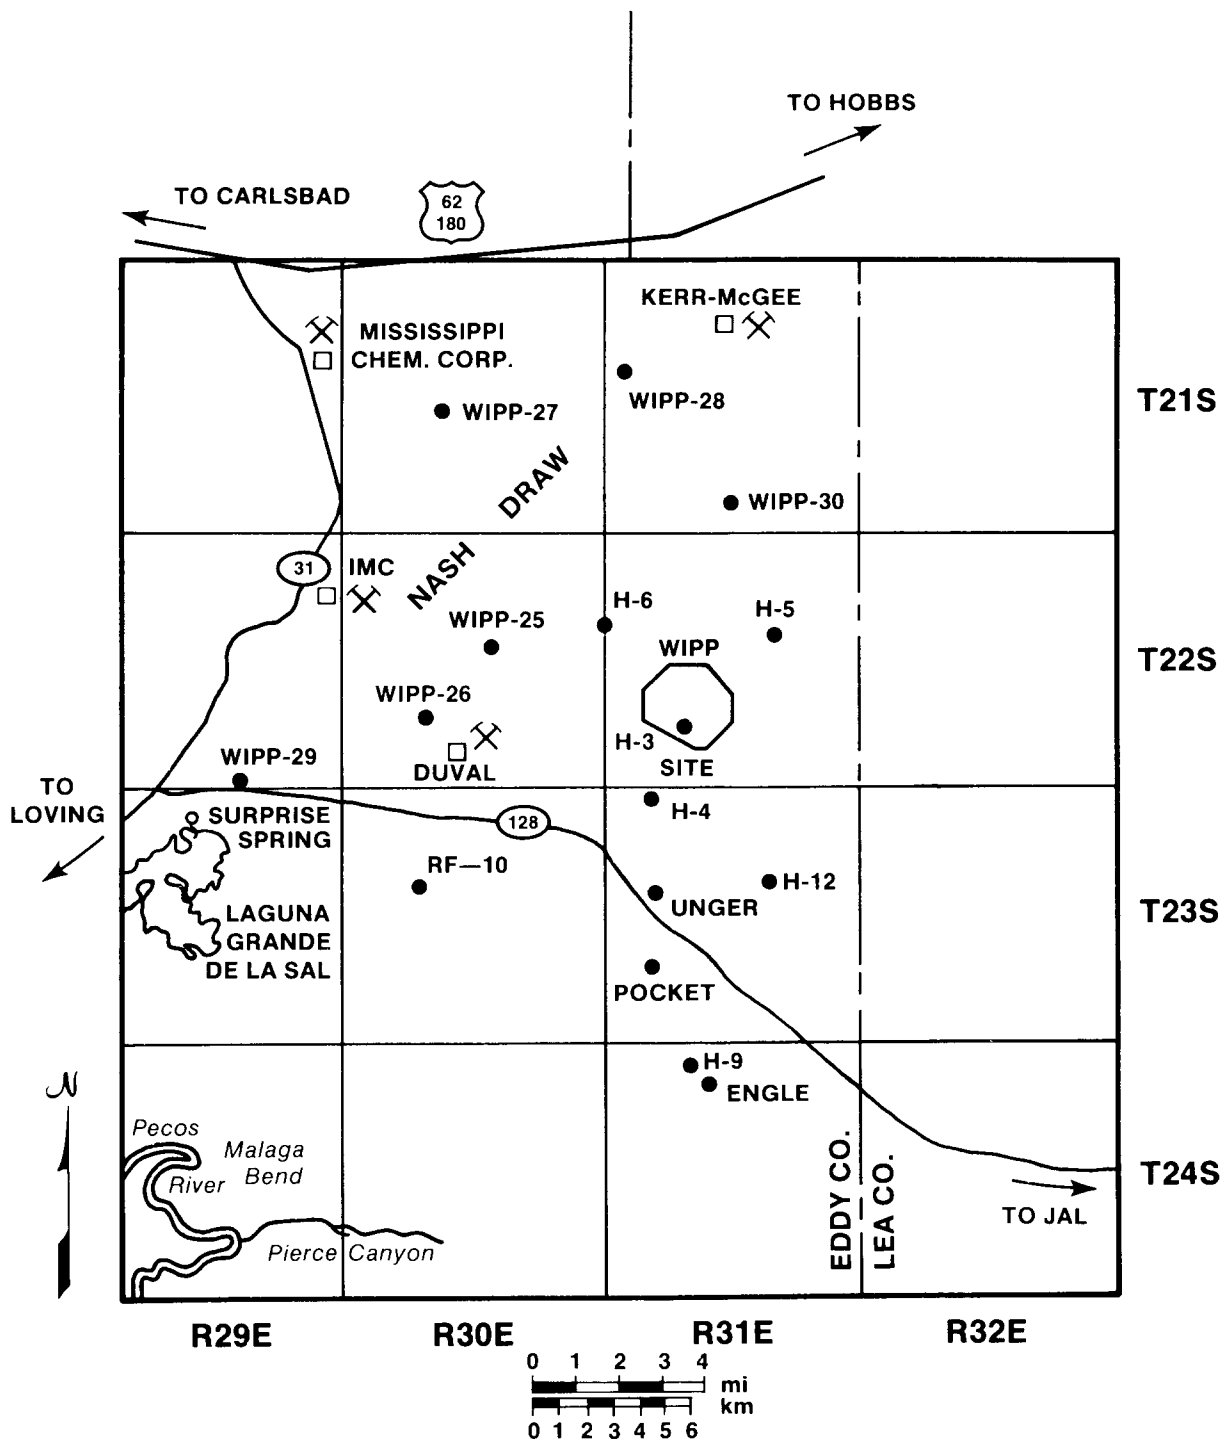 TO HOBBS
TO CARLSBAD
62
180
KERR-McGEE
MISSISSIPPI
CHEM. CORP.
WIPP-28
WIPP-27
T21S
DRAW
WIPP-30
31
IMC
NASH
H-6
H-5
WIPP-25
WIPP
T22S
WIPP-26
H-3
WIPP-29
DUVAL
SITE
TO
LOVING
SURPRISE
SPRING
128
H-4
RF—10
H-12
UNGER
T23S
LAGUNA
GRANDE
DE LA SAL
POCKET
H-9
ENGLE
N
Pecos
River
Malaga
Bend
EDDY CO.
LEA CO.
T24S
TO JAL
Pierce Canyon
R29E
R30E
R31E
R32E
0 1 2 3 4
mi
km
0 1 2 3 4 5 6